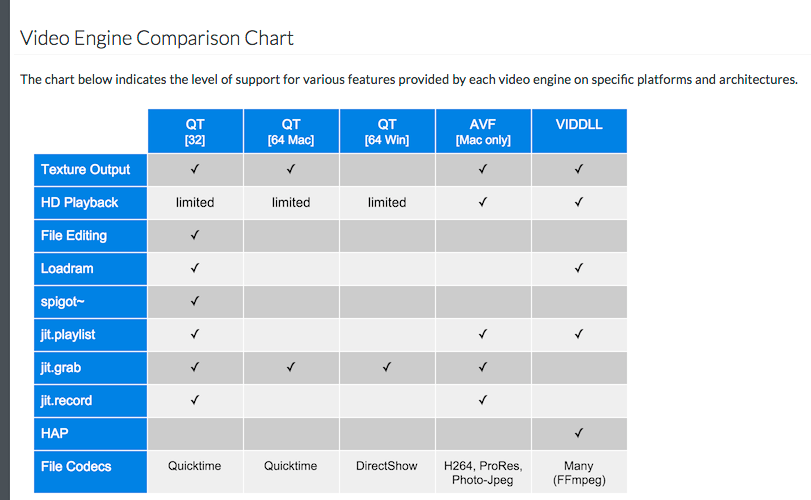 Video Engine Comparison Chart
The chart below indicates the level of support for various features provided by each video engine on specific platforms and architectures.
QT [32] QT [64 Mac] QT [64 Win] AVF [Mac only] VIDDLL
Texture Output ✓ ✓ ✓ ✓
HD Playback limited limited limited ✓ ✓
File Editing ✓
Loadram ✓ ✓
spigot~ ✓
jit.playlist ✓ ✓ ✓
jit.grab ✓ ✓ ✓ ✓
jit.record ✓ ✓
HAP ✓
File Codecs Quicktime Quicktime DirectShow H264, ProRes, Photo-Jpeg Many (FFmpeg)